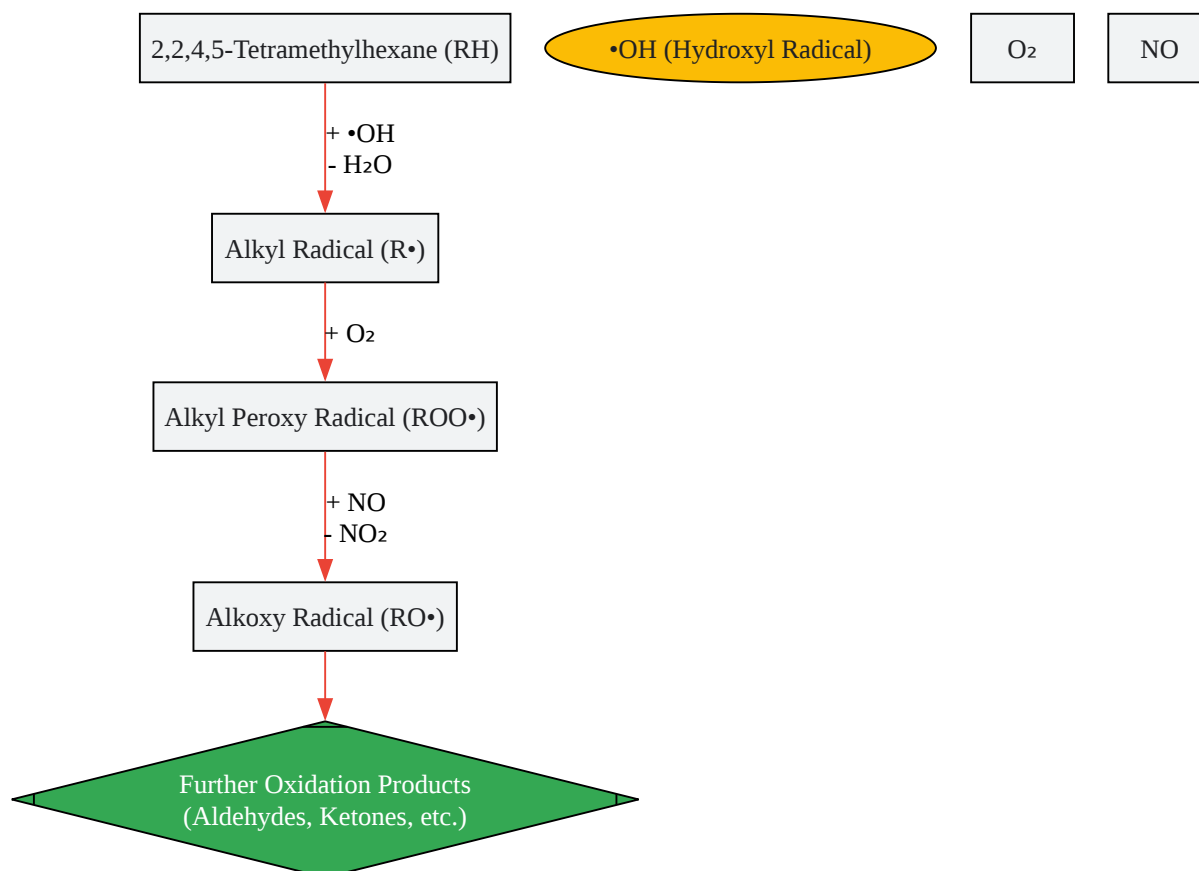 2,2,4,5-Tetramethylhexane (RH)
•OH (Hydroxyl Radical)
O₂
NO
+ •OH
- H₂O
Alkyl Radical (R•)
+ O₂
Alkyl Peroxy Radical (ROO•)
+ NO
- NO₂
Alkoxy Radical (RO•)
Further Oxidation Products
(Aldehydes, Ketones, etc.)